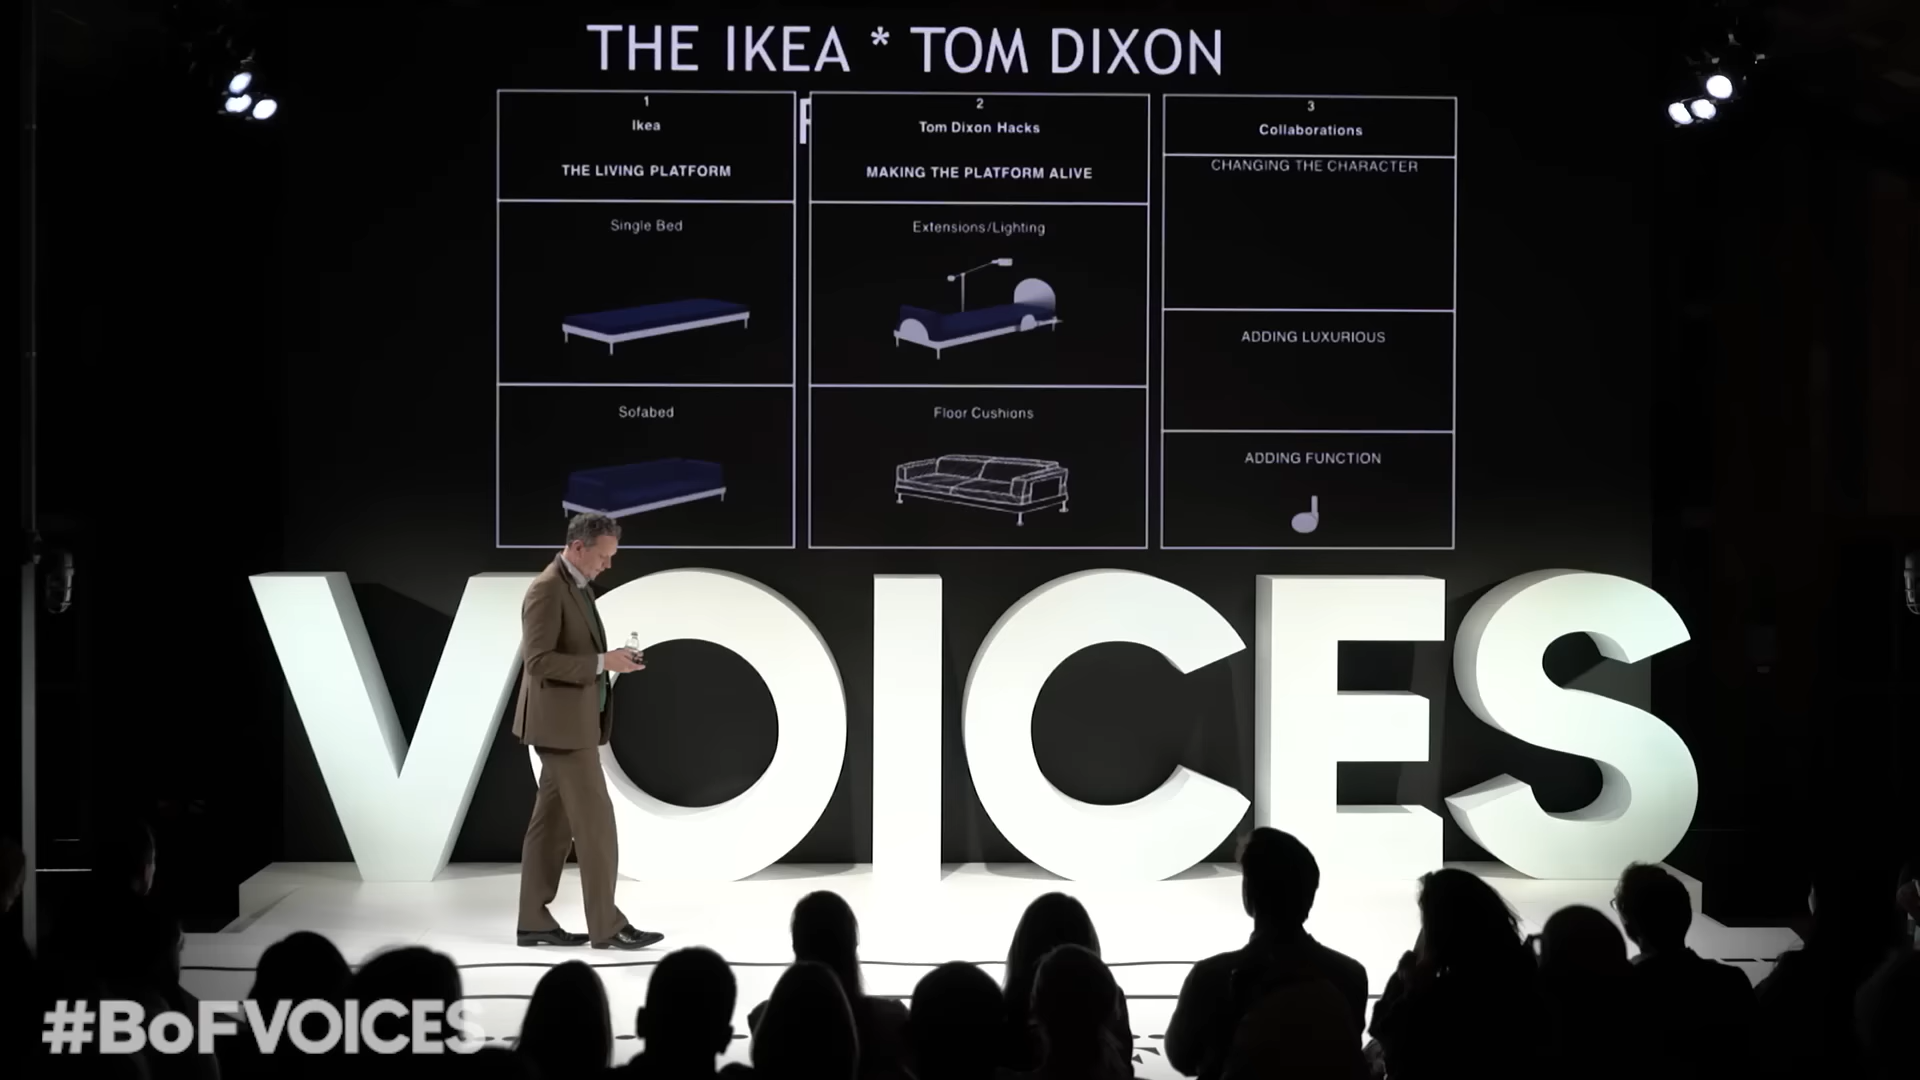 THE IKEA * TOM DIXON
1
Ikea
THE LIVING PLATFORM
Single Bed
Sofabed
2
Tom Dixon Hacks
MAKING THE PLATFORM ALIVE
Extensions/Lighting
Floor Cushions
3
Collaborations
CHANGING THE CHARACTER
ADDING LUXURIOUS
ADDING FUNCTION
VOICES
#BoFVOICES